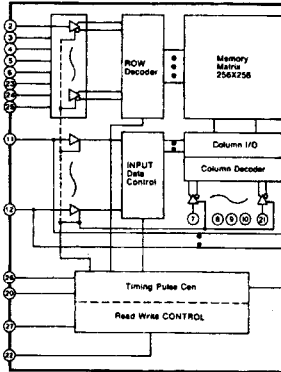 2
3
4
5
6
23
24
25
ROW
Decoder
Memory
Matrix
256X256
11
12
INPUT
Data
Control
Column I/O
Column Decoder
7 8 9 10 21
26
20
27
22
Timing Pulse Cen
Read Write CONTROL